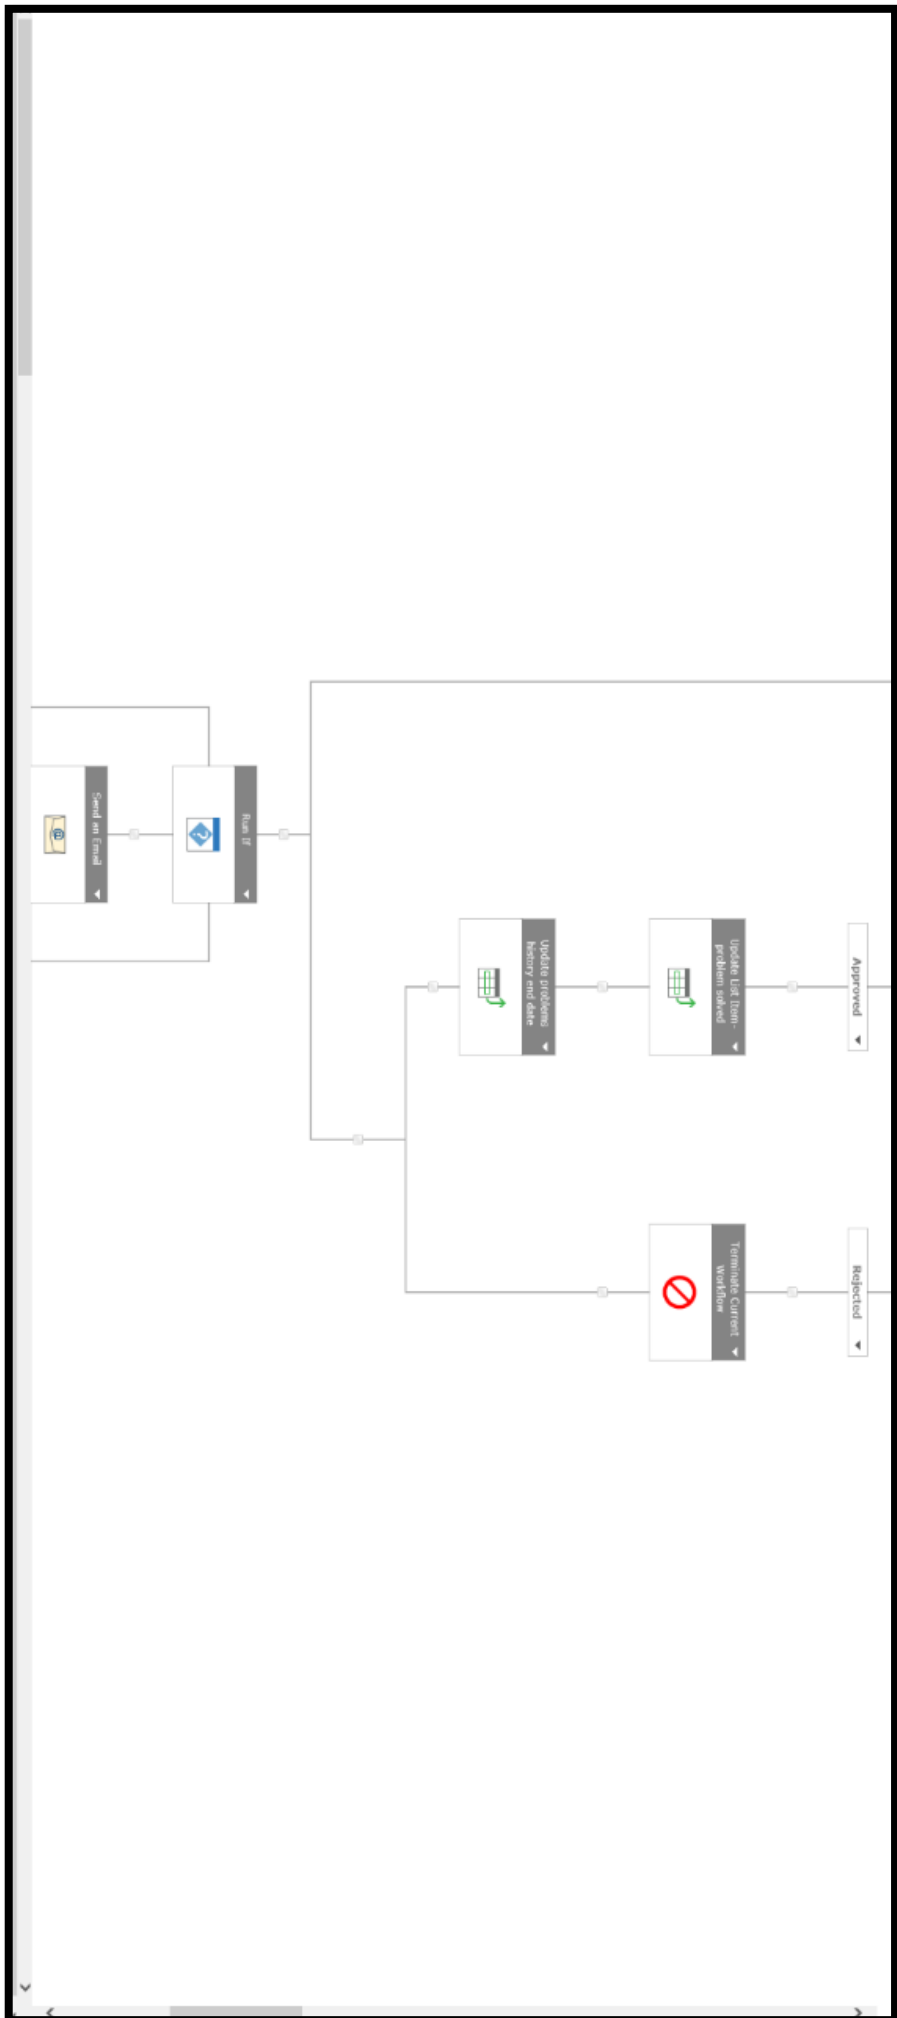 Approved
Rejected
Update List Item-
problem solved
Terminate Current
Workflow
Update problems
history end date
Run If
Send an Email